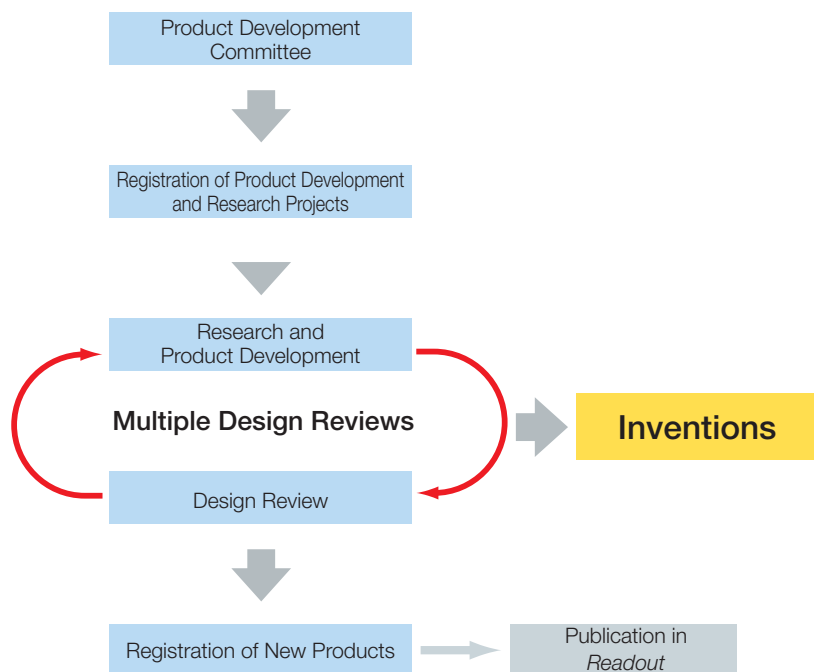 Product Development
Committee
Registration of Product Development
and Research Projects
Research and
Product Development
Multiple Design Reviews
Inventions
Design Review
Registration of New Products
Publication in
Readout